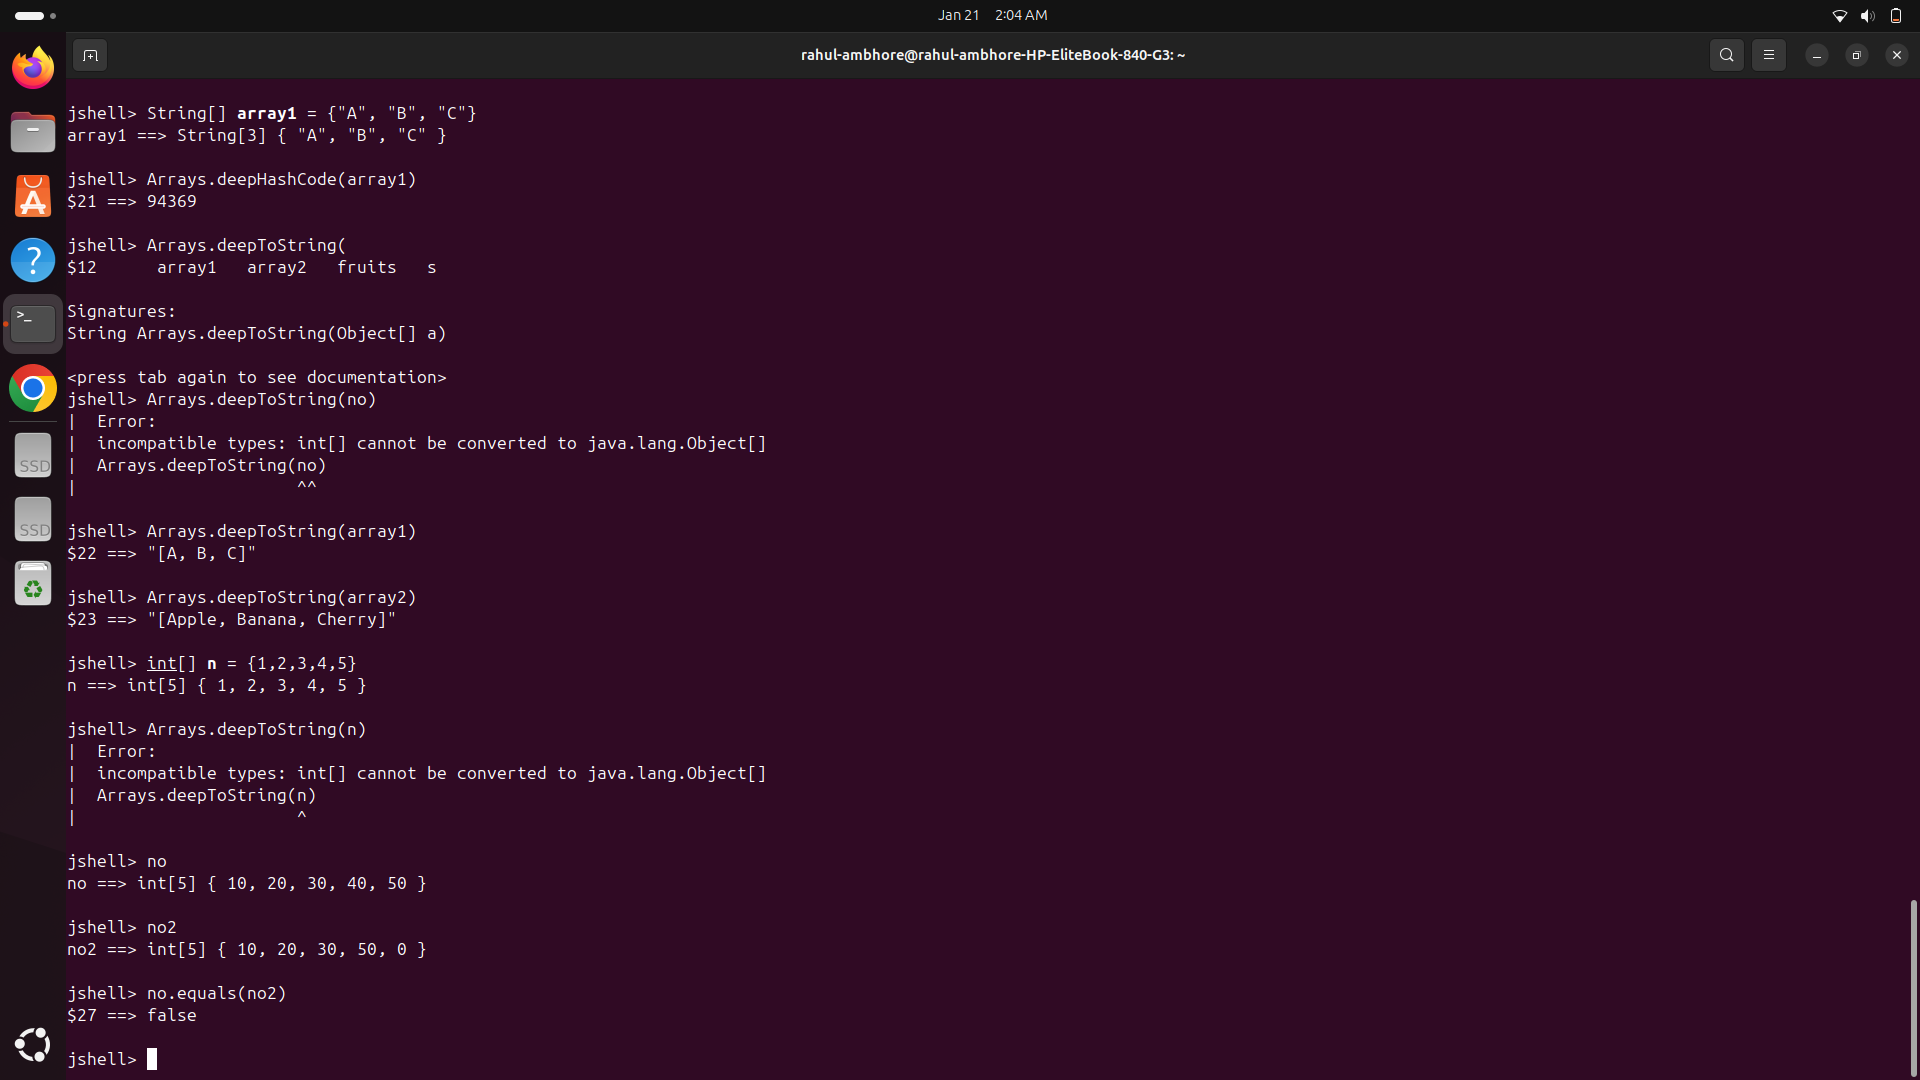 Jan 21 2:04 AM
rahul-ambhore@rahul-ambhore-HP-EliteBook-840-G3: ~
jshell> String[] array1 = {"A", "B", "C"}
array1 ==> String[3] { "A", "B", "C" }
jshell> Arrays.deepHashCode(array1)
$21 ==> 94369
jshell> Arrays.deepToString(
$12      array1   array2   fruits   s
Signatures:
String Arrays.deepToString(Object[] a)
<press tab again to see documentation>
jshell> Arrays.deepToString(no)
|  Error:
|  incompatible types: int[] cannot be converted to java.lang.Object[]
|  Arrays.deepToString(no)
|                      ^^
jshell> Arrays.deepToString(array1)
$22 ==> "[A, B, C]"
jshell> Arrays.deepToString(array2)
$23 ==> "[Apple, Banana, Cherry]"
jshell> int[] n = {1,2,3,4,5}
n ==> int[5] { 1, 2, 3, 4, 5 }
jshell> Arrays.deepToString(n)
|  Error:
|  incompatible types: int[] cannot be converted to java.lang.Object[]
|  Arrays.deepToString(n)
|                      ^
jshell> no
no ==> int[5] { 10, 20, 30, 40, 50 }
jshell> no2
no2 ==> int[5] { 10, 20, 30, 50, 0 }
jshell> no.equals(no2)
$27 ==> false
jshell>
?
>_
SSD
SSD